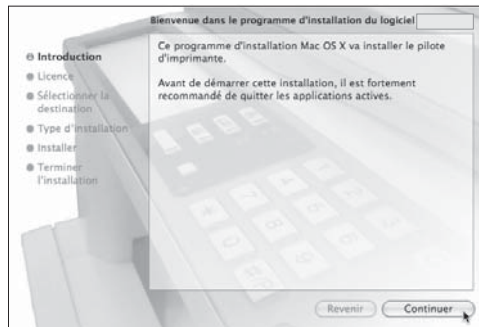 Bienvenue dans le programme d'installation du logiciel
Introduction
Licence
Sélectionner la
destination
Type d'installation
Installer
Terminer
l'installation
Ce programme d'installation Mac OS X va installer le pilote
d'imprimante.
Avant de démarrer cette installation, il est fortement
recommandé de quitter les applications actives.
Revenir
Continuer